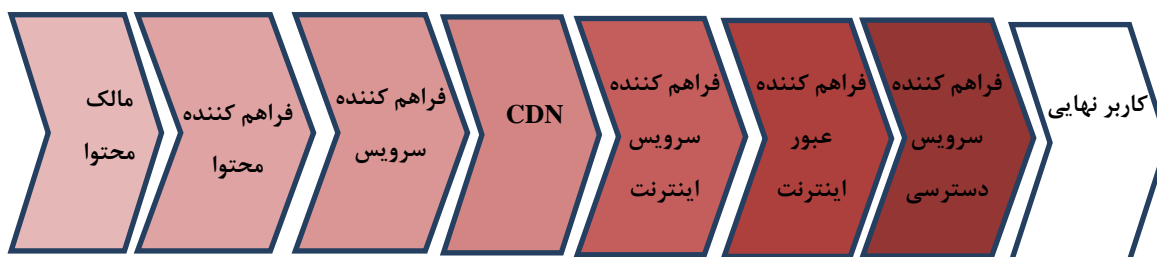 مالک
محتوا
فراهم کننده
محتوا
فراهم کننده
سرویس
CDN
فراهم کننده
سرویس
اینترنت
فراهم کننده
عبور
اینترنت
فراهم کننده
سرویس
دسترسی
کاربر نهایی